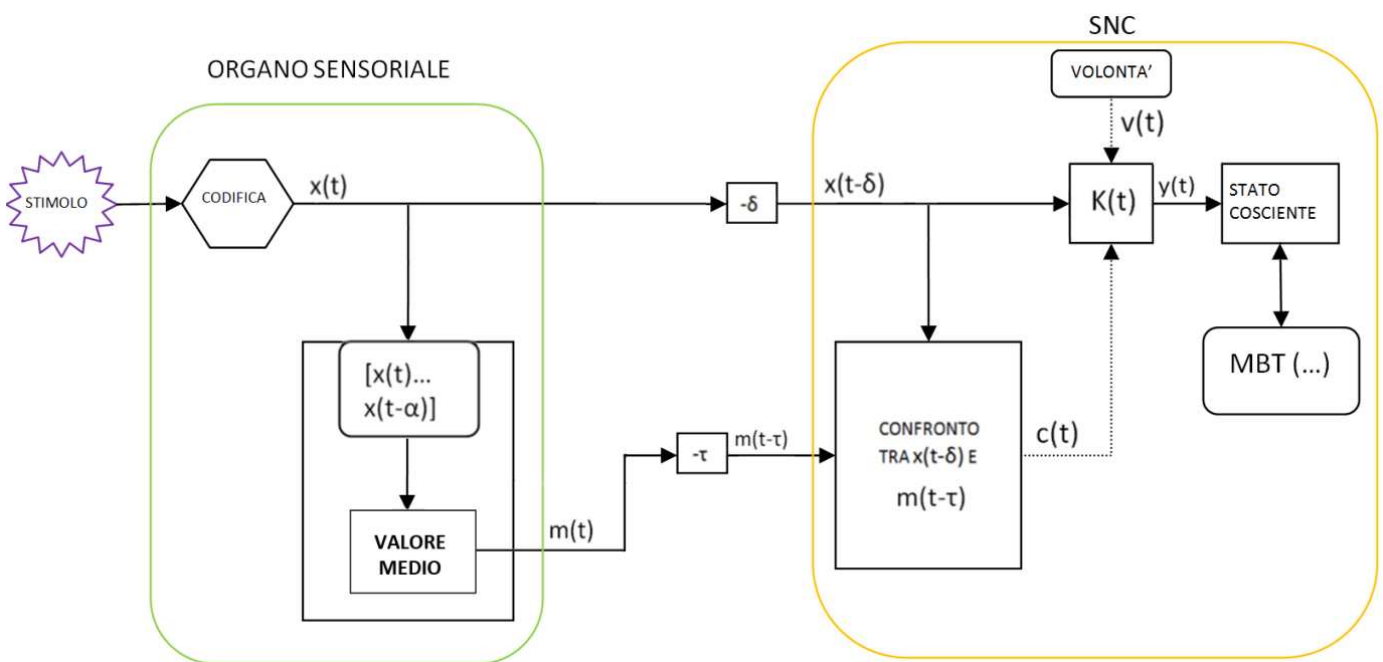 SNC
ORGANO SENSORIALE
VOLONTA'
v(t)
STIMOLO
CODIFICA
x(t)
-δ
x(t-δ)
K(t)
y(t)
STATO
COSCIENTE
[x(t)...
x(t-α)]
MBT (...)
-τ
m(t-τ)
CONFRONTO
TRA x(t-δ) E
m(t-τ)
c(t)
VALORE
MEDIO
m(t)